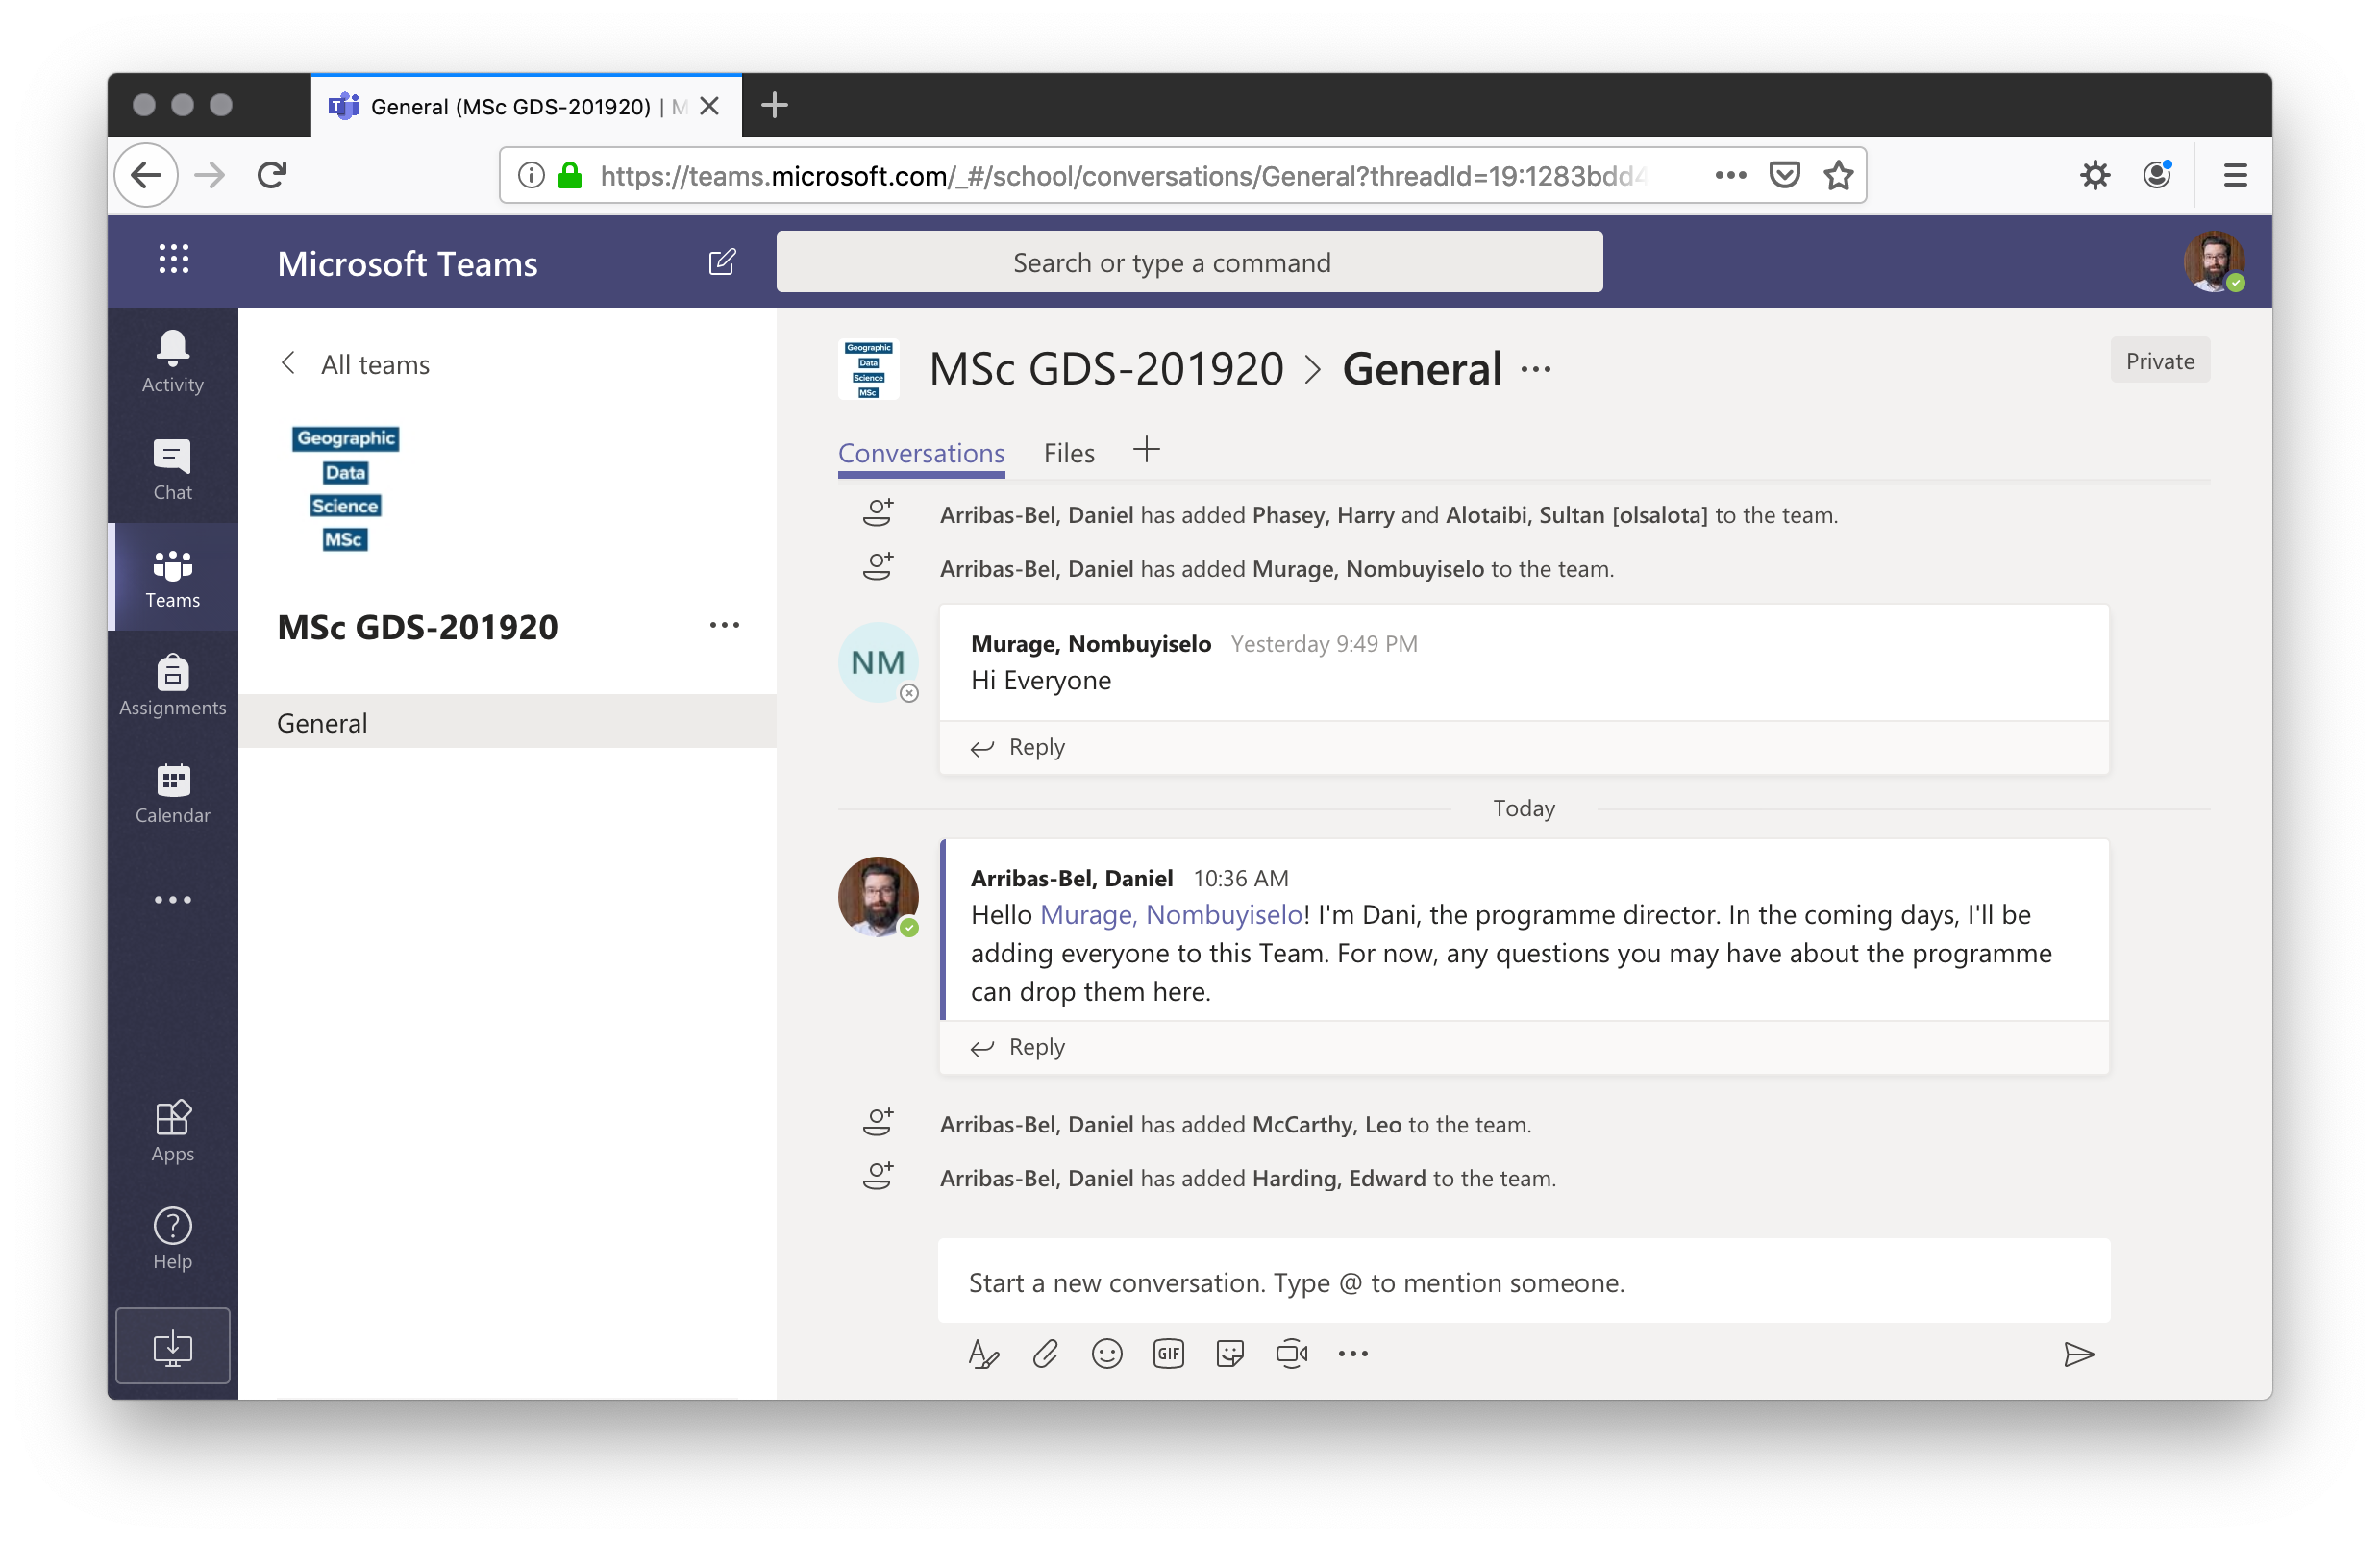 General (MSc GDS-201920) | M
https://teams.microsoft.com/_#/school/conversations/General?threadId=19:1283bdd4
Microsoft Teams
Search or type a command
Activity
Chat
Teams
Assignments
Calendar
Apps
Help
All teams
Geographic
Data
Science
MSc
MSc GDS-201920
General
Geographic
Data
Science
MSc
MSc GDS-201920 > General
Private
Conversations Files
Arribas-Bel, Daniel has added Phasey, Harry and Alotaibi, Sultan [olsalota] to the team.
Arribas-Bel, Daniel has added Murage, Nombuyiselo to the team.
NM
Murage, Nombuyiselo Yesterday 9:49 PM
Hi Everyone
Reply
Today
Arribas-Bel, Daniel 10:36 AM
Hello Murage, Nombuyiselo! I'm Dani, the programme director. In the coming days, I'll be
adding everyone to this Team. For now, any questions you may have about the programme
can drop them here.
Reply
Arribas-Bel, Daniel has added McCarthy, Leo to the team.
Arribas-Bel, Daniel has added Harding, Edward to the team.
Start a new conversation. Type @ to mention someone.
GIF